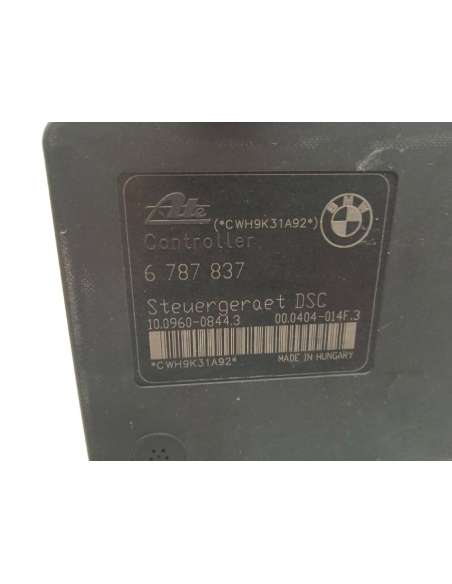 Ate
(*CWH9K31A92*)
BMW
Controller
6 787 837
Steuergeraet DSC
10.0960-0844.3 00.0404-014F.3
*CWH9K31A92* MADE IN HUNGARY